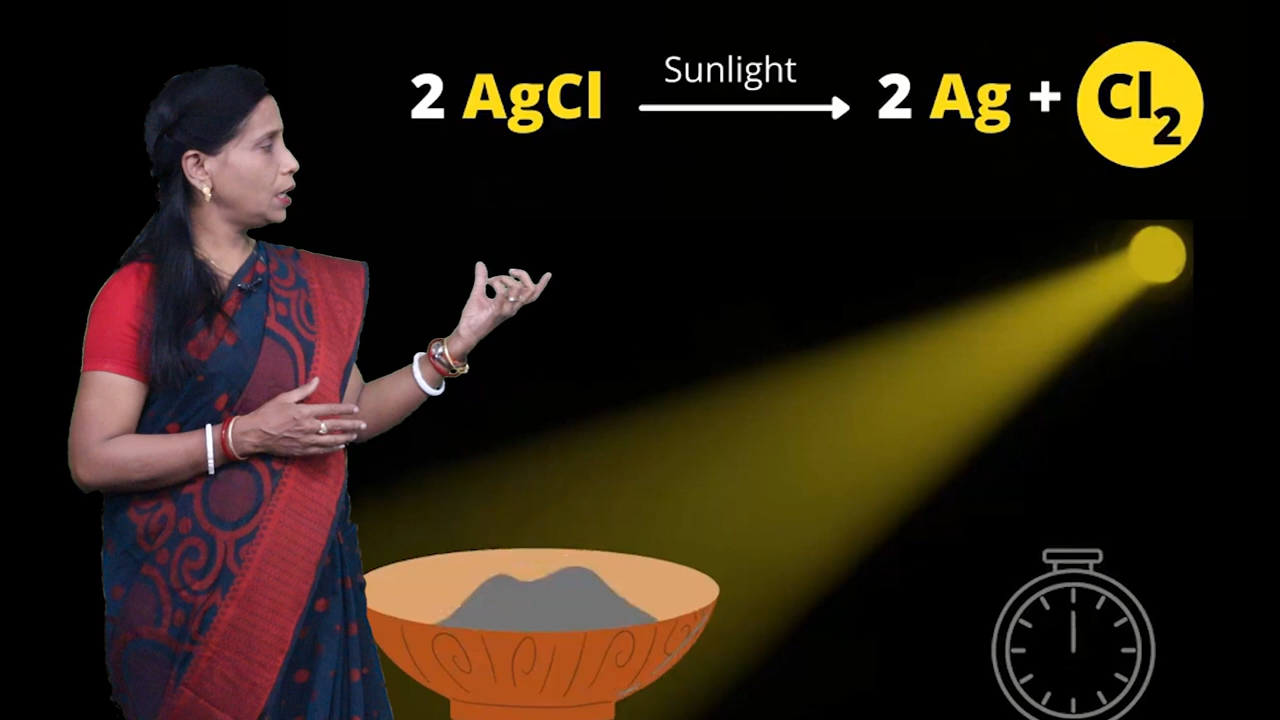 Sunlight
2 AgCl → 2 Ag + Cl₂